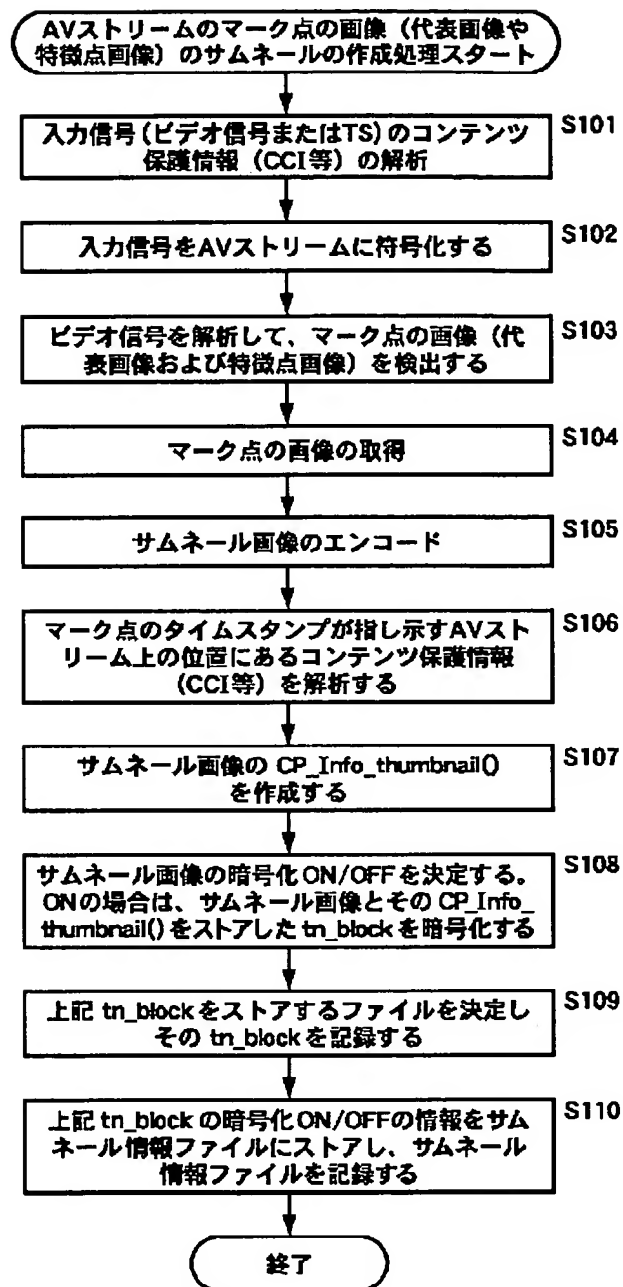 AVストリームのマーク点の画像（代表画像や
特徴点画像）のサムネールの作成処理スタート
S101
入力信号（ビデオ信号またはTS）のコンテンツ
保護情報（CCI等）の解析
S102
入力信号をAVストリームに符号化する
S103
ビデオ信号を解析して、マーク点の画像（代
表画像および特徴点画像）を検出する
S104
マーク点の画像の取得
S105
サムネール画像のエンコード
S106
マーク点のタイムスタンプが指し示すAVスト
リーム上の位置にあるコンテンツ保護情報
（CCI等）を解析する
S107
サムネール画像の CP_Info_thumbnail()
を作成する
S108
サムネール画像の暗号化ON/OFFを決定する。
ONの場合は、サムネール画像とその CP_Info_
thumbnail()をストアした tn_block を暗号化する
S109
上記 tn_block をストアするファイルを決定し
その tn_block を記録する
S110
上記 tn_block の暗号化ON/OFFの情報をサム
ネール情報ファイルにストアし、サムネール
情報ファイルを記録する
終了